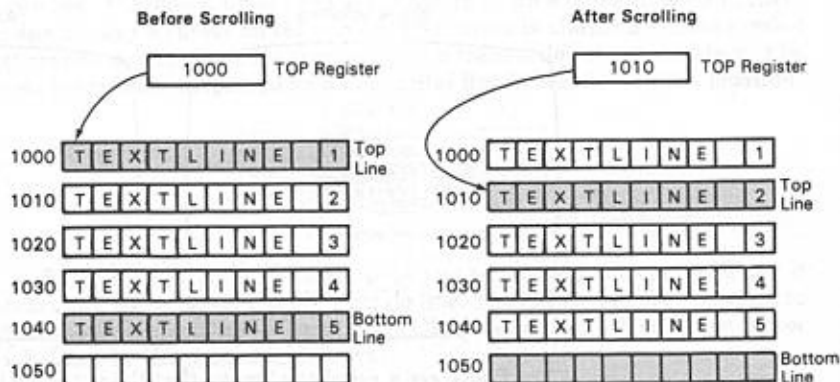 Before Scrolling
1000 TOP Register
1000 T E X T L I N E 1 Top Line
1010 T E X T L I N E 2
1020 T E X T L I N E 3
1030 T E X T L I N E 4
1040 T E X T L I N E 5 Bottom Line
1050
After Scrolling
1010 TOP Register
1000 T E X T L I N E 1
1010 T E X T L I N E 2 Top Line
1020 T E X T L I N E 3
1030 T E X T L I N E 4
1040 T E X T L I N E 5
1050 Bottom Line